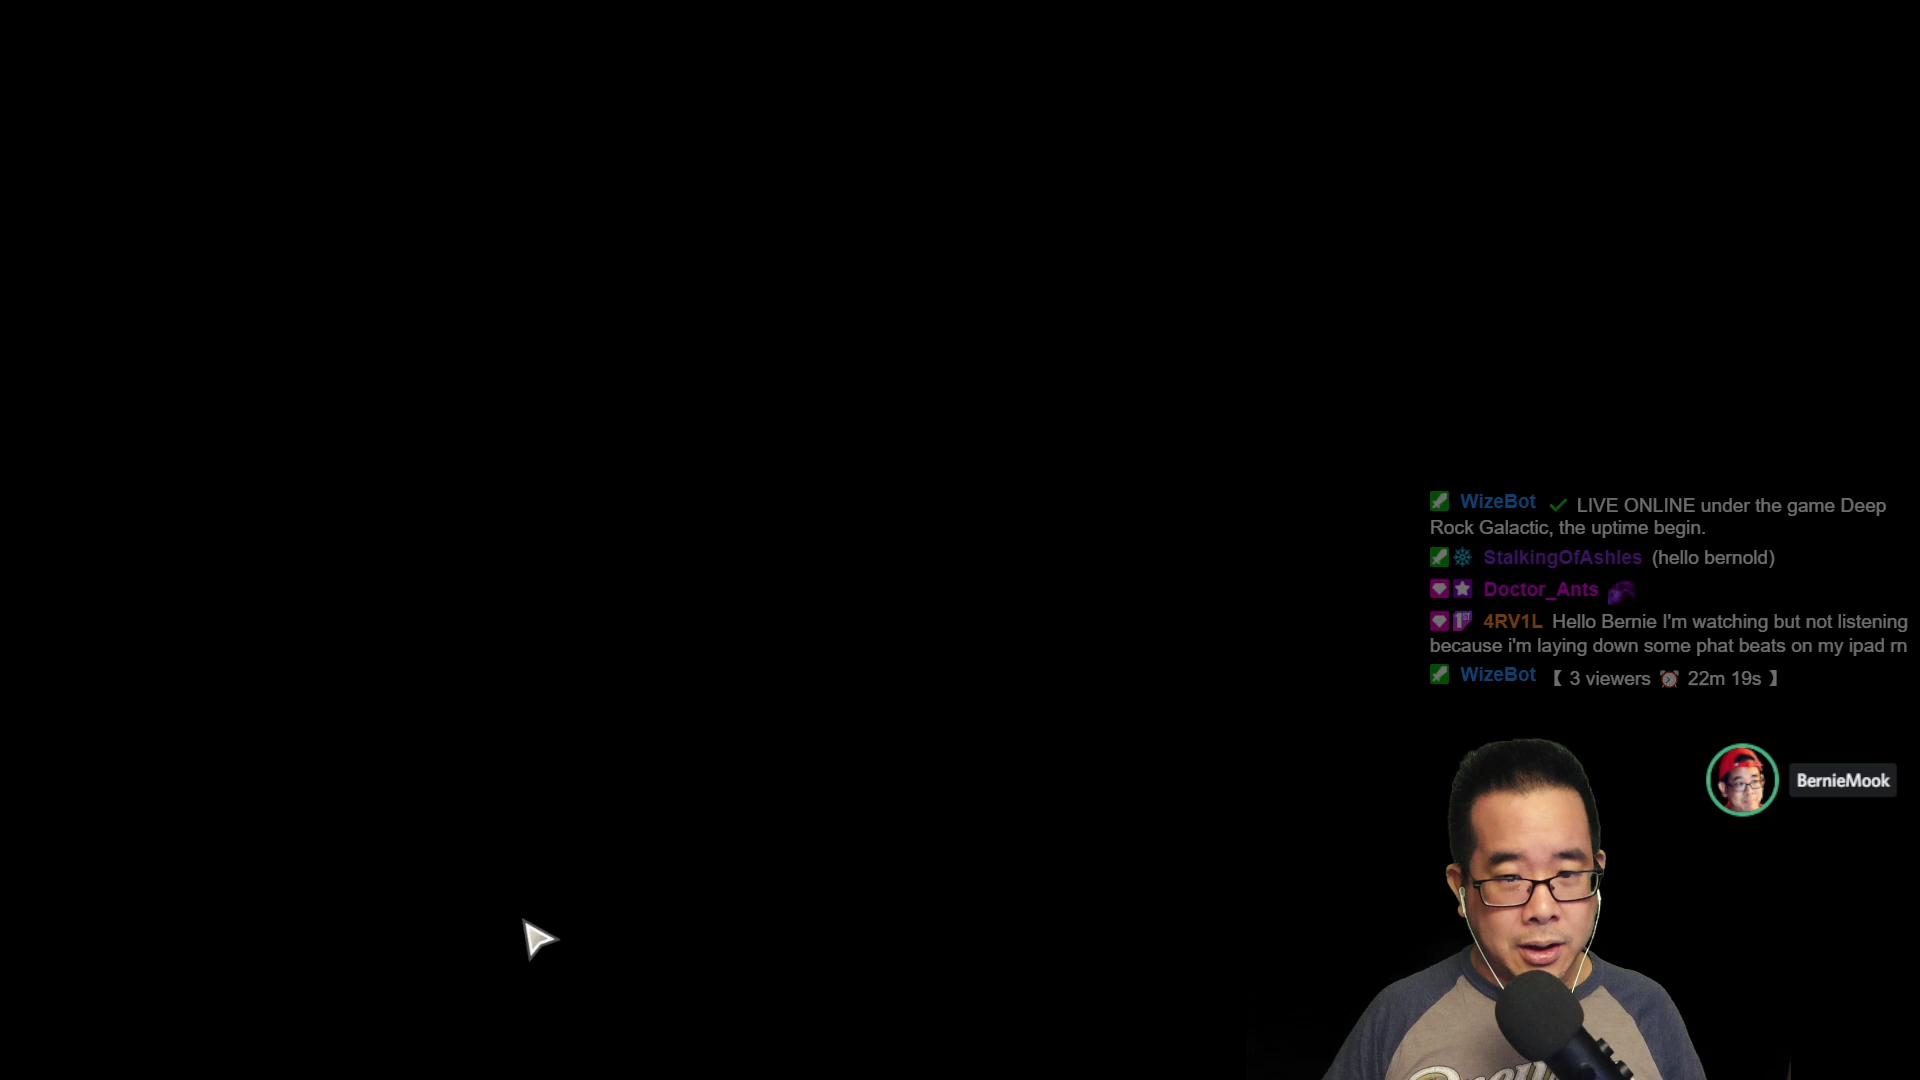 WizeBot ✓ LIVE ONLINE under the game Deep
Rock Galactic, the uptime begin.
StalkingOfAshles (hello bernold)
Doctor_Ants
1ST 4RV1L Hello Bernie I'm watching but not listening
because i'm laying down some phat beats on my ipad rn
WizeBot 【 3 viewers ⏰ 22m 19s 】
BernieMook